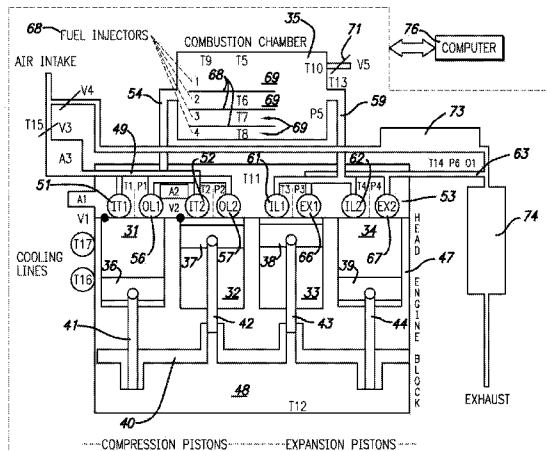 68
FUEL INJECTORS
COMBUSTION CHAMBER
35
71
76
COMPUTER
AIR INTAKE
T9 T5
T10
V5
T13
54
1
2
3
4
68
69
69
69
T6
T7
T8
P5
59
V4
T15
V3
A3
49
73
T14 P6 O1
63
51
52
61
62
T11
T1 P1
A2
T2 P2
T3 P3
T4 P4
53
A1
IT1
OL1
IT2
OL2
IL1
EX1
IL2
EX2
V1
V2
31
56
57
66
34
67
47
74
T17
T16
COOLING LINES
36
37
38
39
32
33
41
42
43
44
HEAD ENGINE BLOCK
48
40
T12
EXHAUST
COMPRESSION PISTONS
EXPANSION PISTONS